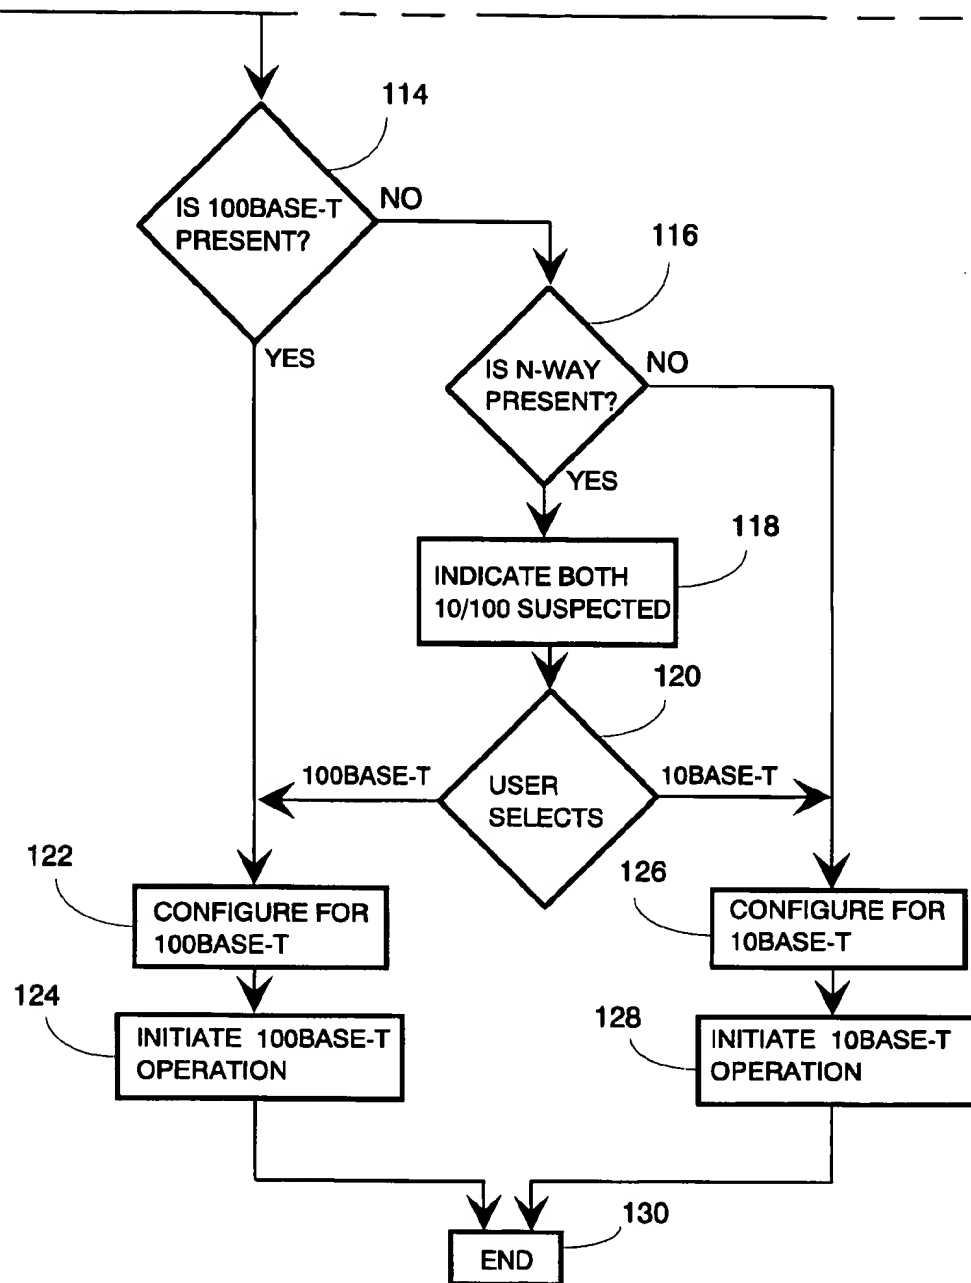 114
IS 100BASE-T
PRESENT?
NO
YES
116
IS N-WAY
PRESENT?
NO
YES
118
INDICATE BOTH
10/100 SUSPECTED
120
100BASE-T
USER
SELECTS
10BASE-T
122
CONFIGURE FOR
100BASE-T
126
CONFIGURE FOR
10BASE-T
124
INITIATE 100BASE-T
OPERATION
128
INITIATE 10BASE-T
OPERATION
130
END